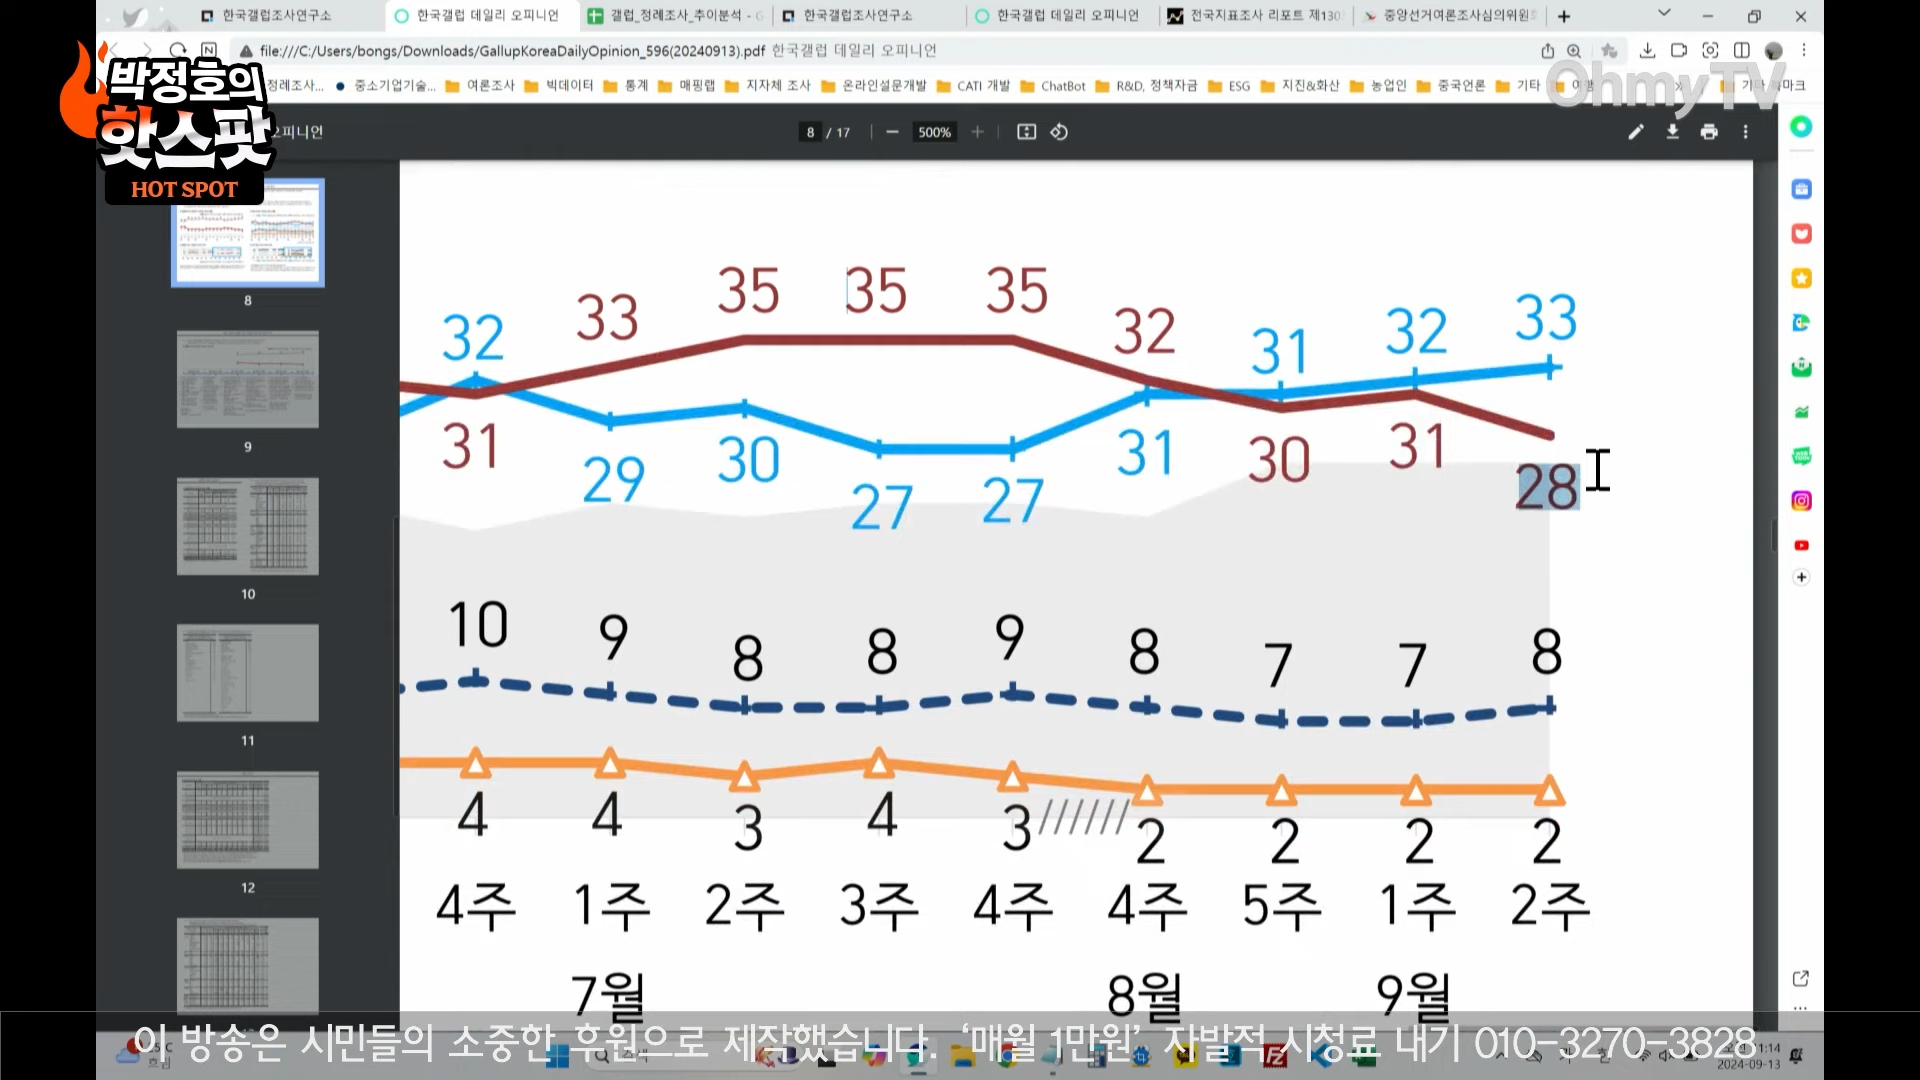 한국갤럽조사연구소
한국갤럽 데일리 오피니언
갤럽_정례조사_추이분석 - G
한국갤럽조사연구소
한국갤럽 데일리 오피니언
전국지표조사 리포트 제130
중앙선거여론조사심의위원회
file:///C:/Users/bongs/Downloads/GallupKoreaDailyOpinion_596(20240913).pdf 한국갤럽 데일리 오피니언
정례조사... 중소기업기술... 여론조사 빅데이터 통계 매핑랩 지자체 조사 온라인설문개발 CATI 개발 ChatBot R&D, 정책자금 ESG 지진&화산 농업인 중국언론 기타
OhmyTV
박정호의
핫스팟
HOT SPOT
오피니언
8 / 17
500%
8
9
10
11
12
33 35 35 35 32 31 32 33
32
31 29 30 27 27 31 30 31 28
10 9 8 8 9 8 7 7 8
4 4 3 4 3 2 2 2 2
4주 1주 2주 3주 4주 4주 5주 1주 2주
7월 8월 9월
이 방송은 시민들의 소중한 후원으로 제작했습니다. ‘매월 1만원’ 자발적 시청료 내기 010-3270-3828
2024-09-13